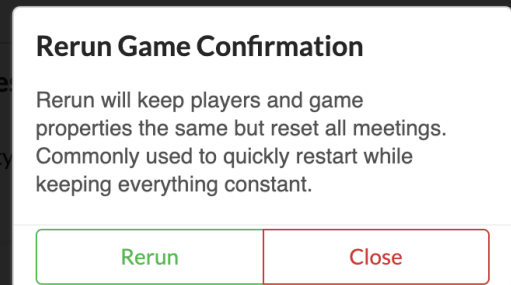 Rerun Game Confirmation
Rerun will keep players and game
properties the same but reset all meetings.
Commonly used to quickly restart while
keeping everything constant.
Rerun
Close